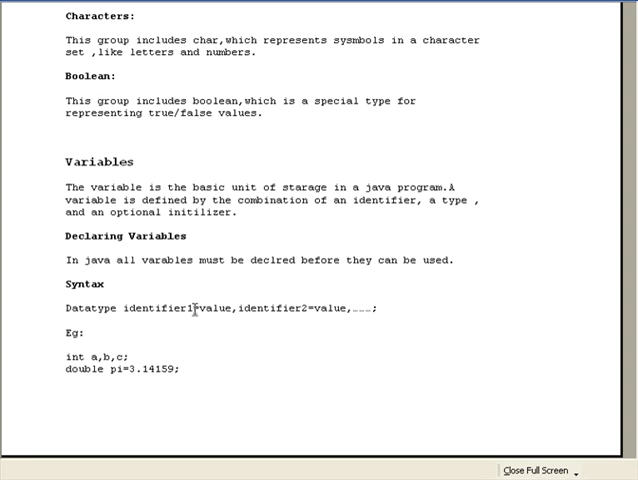 Characters:
This group includes char,which represents sysmbols in a character
set ,like letters and numbers.
Boolean:
This group includes boolean,which is a special type for
representing true/false values.
Variables
The variable is the basic unit of starage in a java program.A
variable is defined by the combination of an identifier, a type ,
and an optional initilizer.
Declaring Variables
In java all varables must be declred before they can be used.
Syntax
Datatype identifier1=value,identifier2=value,……;
Eg:
int a,b,c;
double pi=3.14159;
Close Full Screen